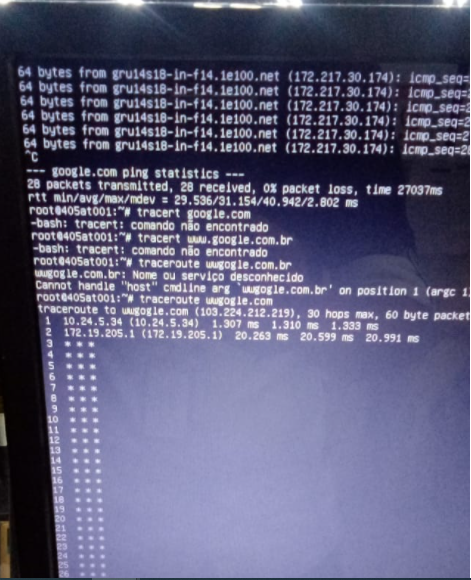 64 bytes from gru14s18-in-f14.1e100.net (172.217.30.174): icmp_seq=
64 bytes from gru14s18-in-f14.1e100.net (172.217.30.174): icmp_seq=
64 bytes from gru14s18-in-f14.1e100.net (172.217.30.174): icmp_seq=
64 bytes from gru14s18-in-f14.1e100.net (172.217.30.174): icmp_seq=
64 bytes from gru14s18-in-f14.1e100.net (172.217.30.174): icmp_seq=2
64 bytes from gru14s18-in-f14.1e100.net (172.217.30.174): icmp_seq=28
^C
--- google.com ping statistics ---
28 packets transmitted, 28 received, 0% packet loss, time 27037ms
rtt min/avg/max/mdev = 29.536/31.154/40.942/2.802 ms
root@405at001:~# tracert google.com
-bash: tracert: comando não encontrado
root@405at001:~# tracert www.google.com.br
-bash: tracert: comando não encontrado
root@405at001:~# traceroute wwgogle.com.br
wwgogle.com.br: Nome ou serviço desconhecido
Cannot handle "host" cmdline arg `wwgogle.com.br' on position 1 (argc 1
root@405at001:~# traceroute wwgogle.com
traceroute to wwgogle.com (103.224.212.219), 30 hops max, 60 byte packet
1 10.24.5.34 (10.24.5.34) 1.307 ms 1.310 ms 1.333 ms
2 172.19.205.1 (172.19.205.1) 20.263 ms 20.599 ms 20.991 ms
3 * * *
4 * * *
5 * * *
6 * * *
7 * * *
8 * * *
9 * * *
10 * * *
11 * * *
12 * * *
13 * * *
14 * * *
15 * * *
16 * * *
17 * * *
18 * * *
19 * * *
20 * * *
21 * * *
22 * * *
23 * * *
24 * * *
25 * * *